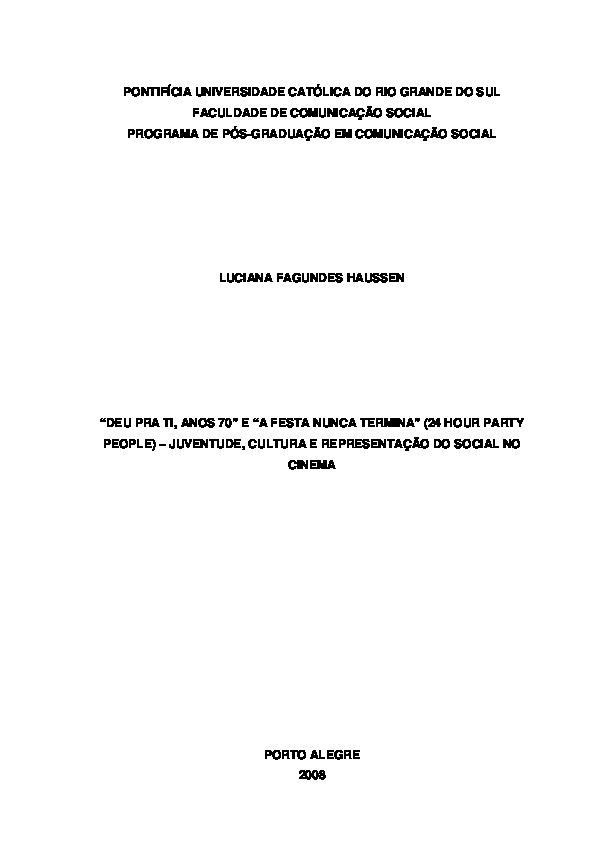 PONTIFÍCIA UNIVERSIDADE CATÓLICA DO RIO GRANDE DO SUL
FACULDADE DE COMUNICAÇÃO SOCIAL
PROGRAMA DE PÓS-GRADUAÇÃO EM COMUNICAÇÃO SOCIAL
LUCIANA FAGUNDES HAUSSEN
“DEU PRA TI, ANOS 70” E “A FESTA NUNCA TERMINA” (24 HOUR PARTY
PEOPLE) – JUVENTUDE, CULTURA E REPRESENTAÇÃO DO SOCIAL NO
CINEMA
PORTO ALEGRE
2008